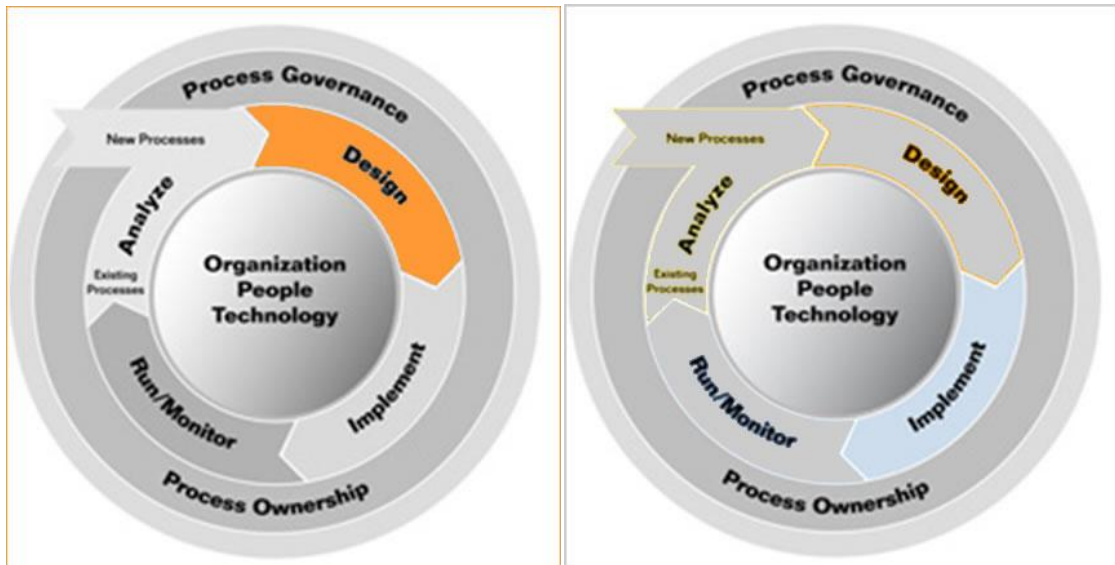 Process Governance
New Processes
Design
Analyze
Existing
Processes
Organization
People
Technology
Implement
Run/Monitor
Process Ownership
Process Governance
New Processes
Design
Analyze
Existing
Processes
Organization
People
Technology
Implement
Run/Monitor
Process Ownership